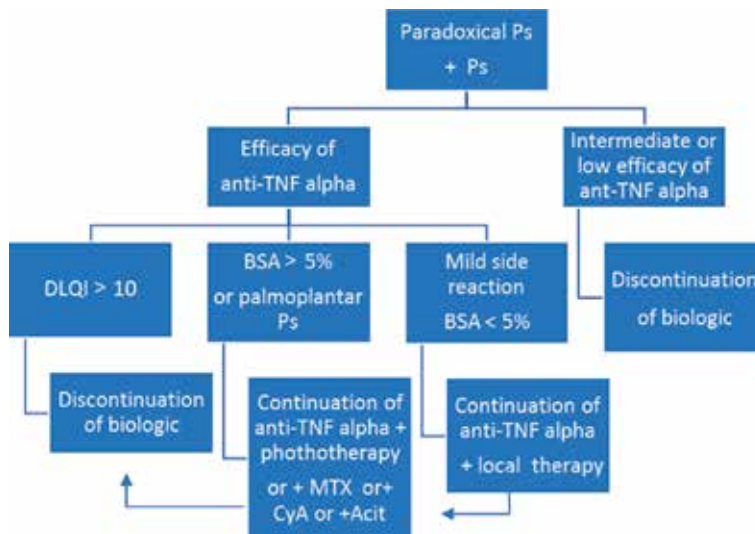 Paradoxical Ps
+ Ps
Efficacy of
anti-TNF alpha
Intermediate or
low efficacy of
ant-TNF alpha
DLQI > 10
BSA > 5%
or palmoplantar
Ps
Mild side
reaction
BSA < 5%
Discontinuation
of biologic
Discontinuation
of biologic
Continuation of
anti-TNF alpha +
phothotherapy
or + MTX or+
CyA or +Acit
Continuation of
anti-TNF alpha
+ local therapy